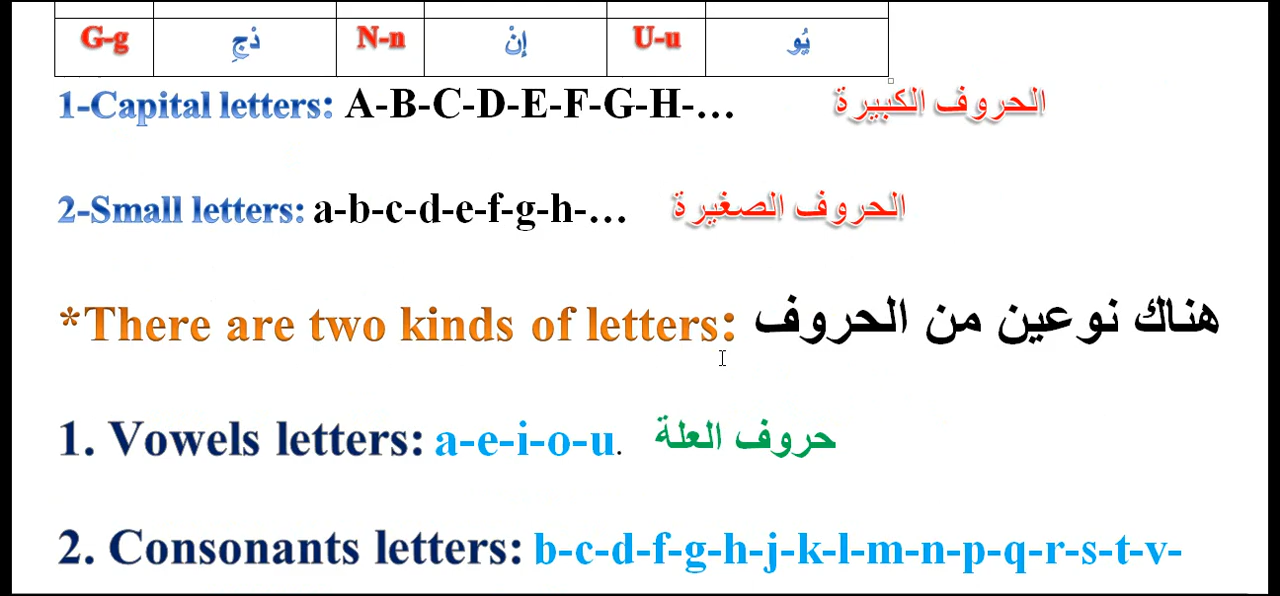 G-g ذجِ N-n إنْ U-u يُو
1-Capital letters: A-B-C-D-E-F-G-H-... الحروف الكبيرة
2-Small letters: a-b-c-d-e-f-g-h-... الحروف الصغيرة
*There are two kinds of letters: هناك نوعين من الحروف
1. Vowels letters: a-e-i-o-u. حروف العلة
2. Consonants letters: b-c-d-f-g-h-j-k-l-m-n-p-q-r-s-t-v-